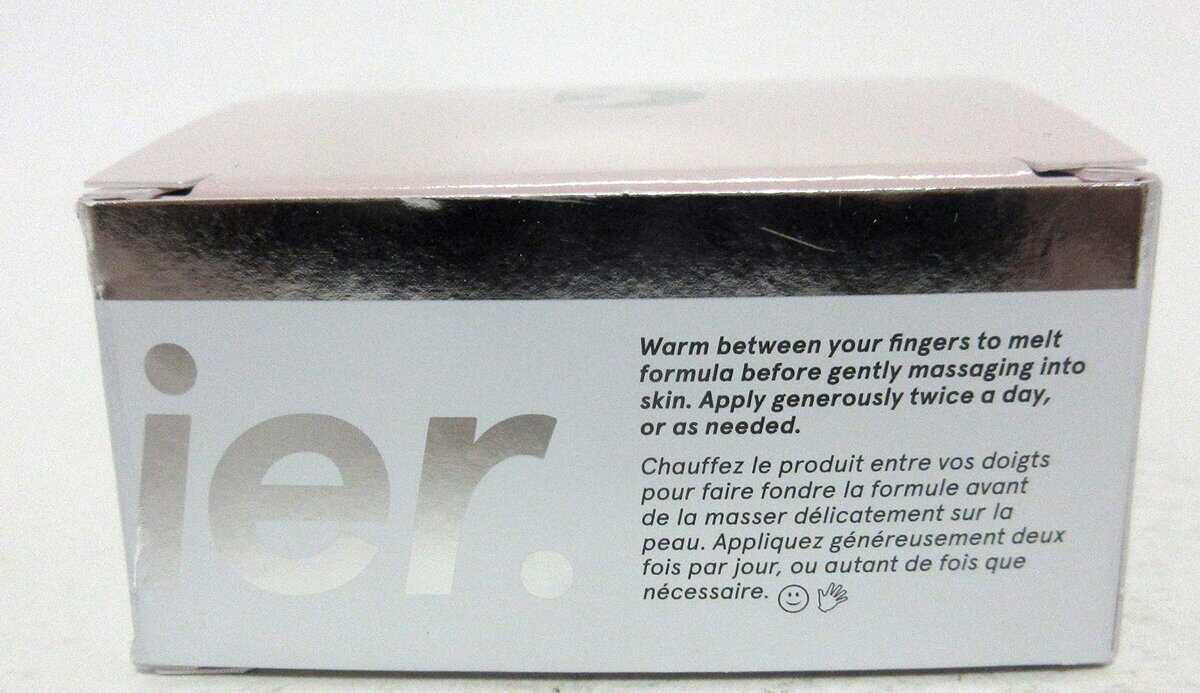 ier.
Warm between your fingers to melt
formula before gently massaging into
skin. Apply generously twice a day,
or as needed.
Chauffez le produit entre vos doigts
pour faire fondre la formule avant
de la masser délicatement sur la
peau. Appliquez généreusement deux
fois par jour, ou autant de fois que
nécessaire.